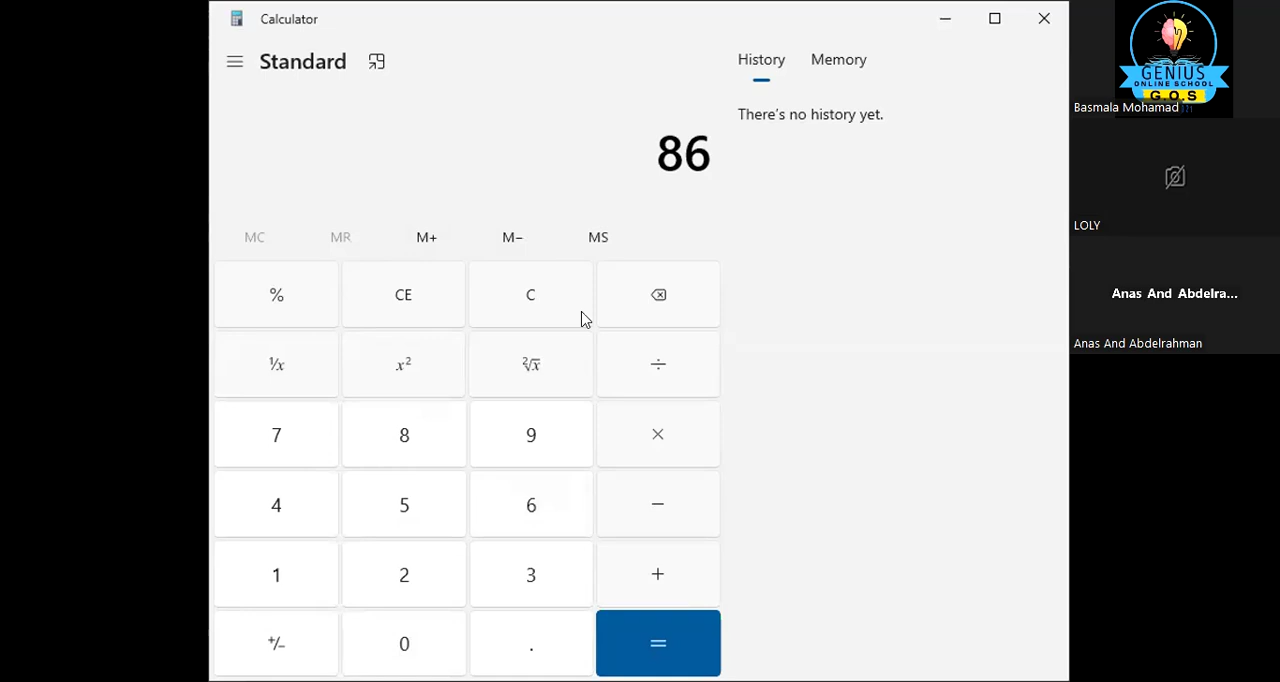 Calculator
Standard
History Memory
There's no history yet.
86
MC MR M+ M− MS
% CE C
¹/x x² ²√x ÷
7 8 9 ×
4 5 6 −
1 2 3 +
+/− 0 . =
GENIUS
ONLINE SCHOOL
G.O.S
Basmala Mohamad
LOLY
Anas And Abdelra...
Anas And Abdelrahman